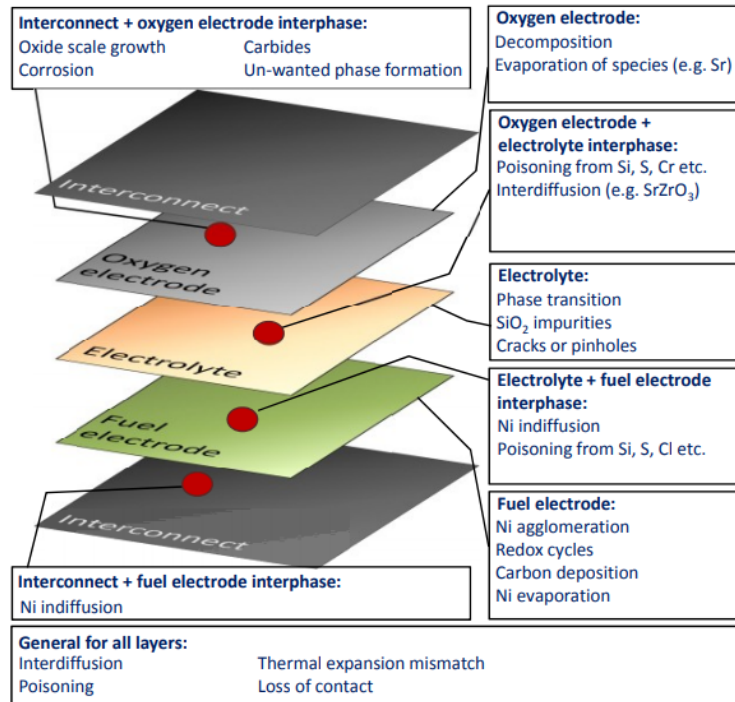 Interconnect + oxygen electrode interphase:
Oxide scale growth Carbides
Corrosion Un-wanted phase formation
Oxygen electrode:
Decomposition
Evaporation of species (e.g. Sr)
Oxygen electrode +
electrolyte interphase:
Poisoning from Si, S, Cr etc.
Interdiffusion (e.g. SrZrO₃)
Interconnect
Oxygen
electrode
Electrolyte
Fuel
electrode
Interconnect
Electrolyte:
Phase transition
SiO₂ impurities
Cracks or pinholes
Electrolyte + fuel electrode
interphase:
Ni indiffusion
Poisoning from Si, S, Cl etc.
Fuel electrode:
Ni agglomeration
Redox cycles
Carbon deposition
Ni evaporation
Interconnect + fuel electrode interphase:
Ni indiffusion
General for all layers:
Interdiffusion Thermal expansion mismatch
Poisoning Loss of contact